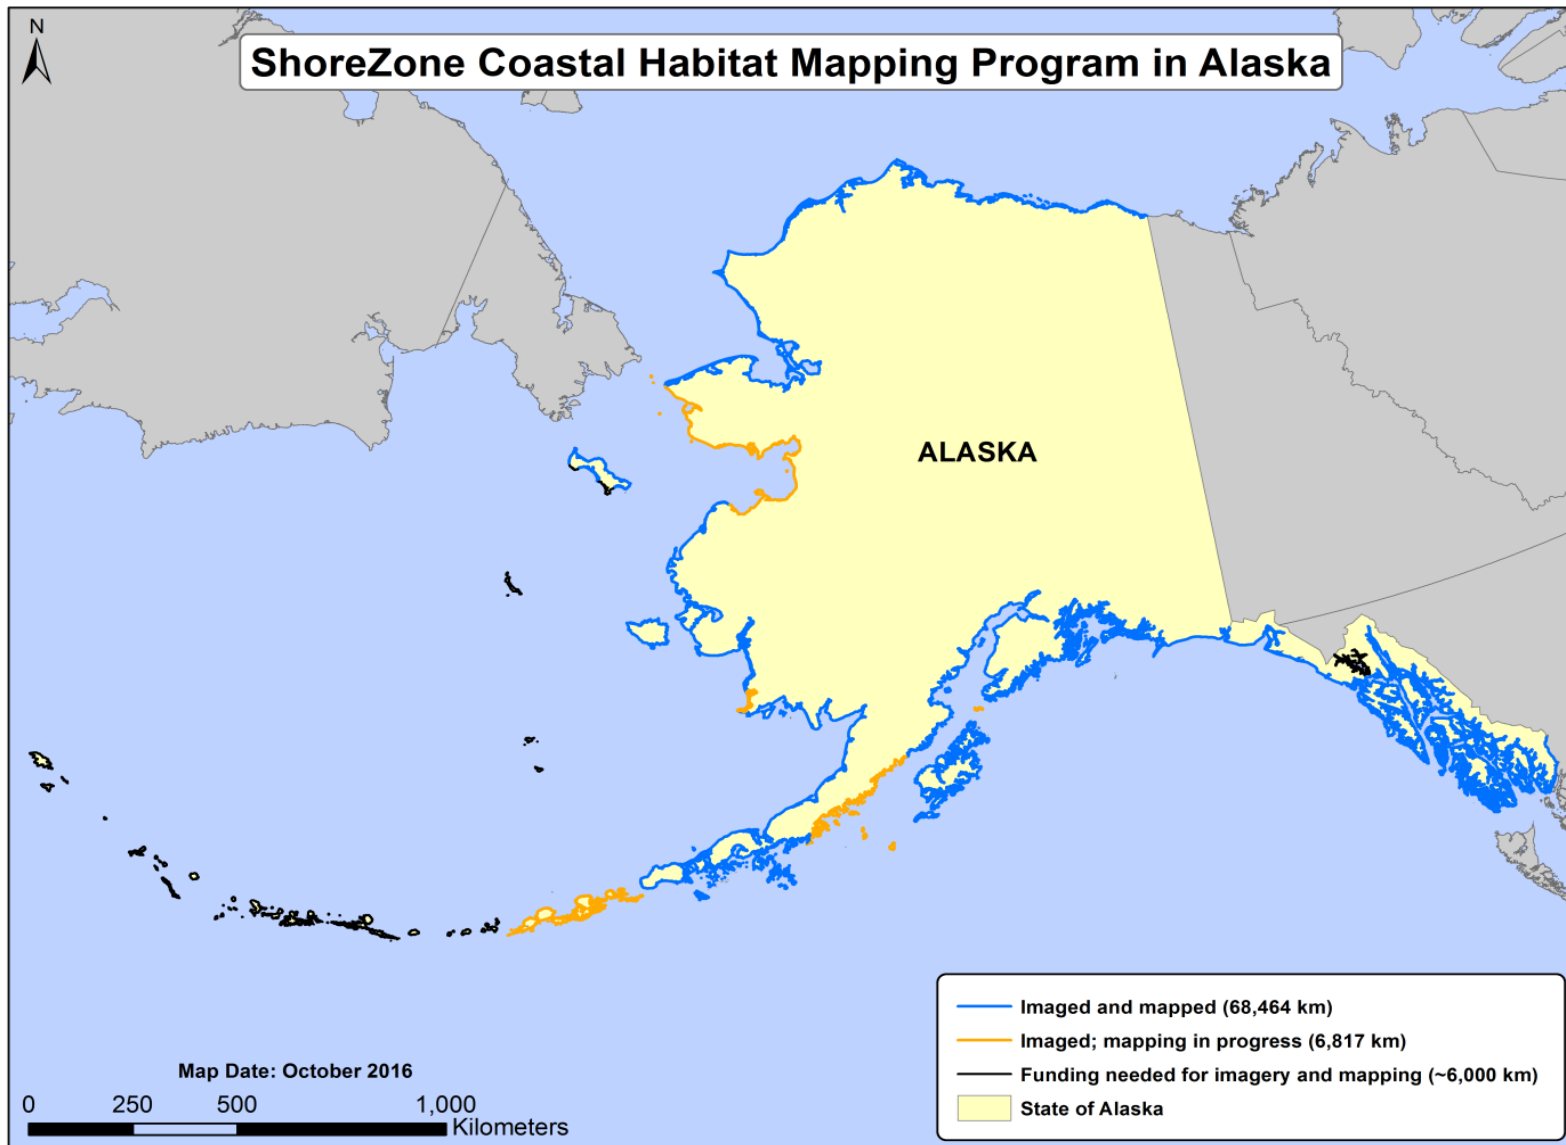 N
ShoreZone Coastal Habitat Mapping Program in Alaska
ALASKA
Imaged and mapped (68,464 km)
Imaged; mapping in progress (6,817 km)
Funding needed for imagery and mapping (~6,000 km)
State of Alaska
Map Date: October 2016
0 250 500 1,000
Kilometers